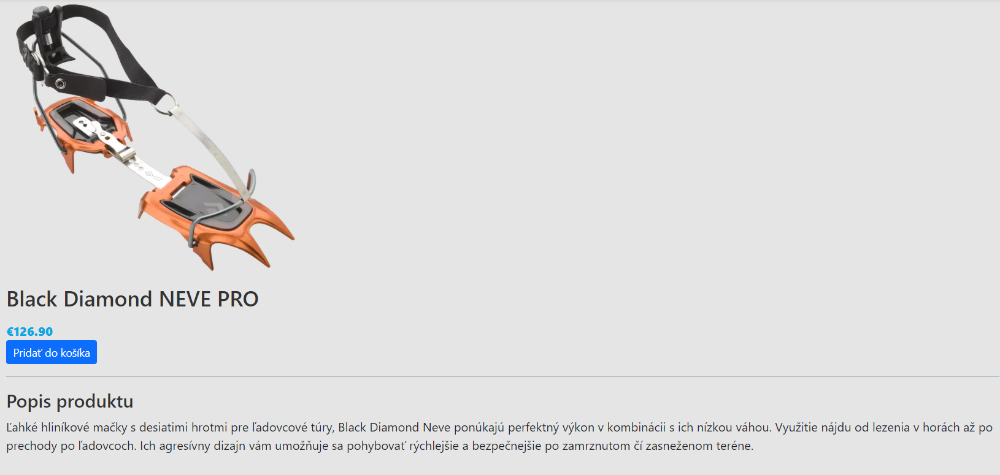 Black Diamond NEVE PRO
€126.90
Pridať do košíka
Popis produktu
Ľahké hliníkové mačky s desiatimi hrotmi pre ľadovcové túry, Black Diamond Neve ponúkajú perfektný výkon v kombinácii s ich nízkou váhou. Využitie nájdu od lezenia v horách až po
prechody po ľadovcoch. Ich agresívny dizajn vám umožňuje sa pohybovať rýchlejšie a bezpečnejšie po zamrznutom čí zasneženom teréne.